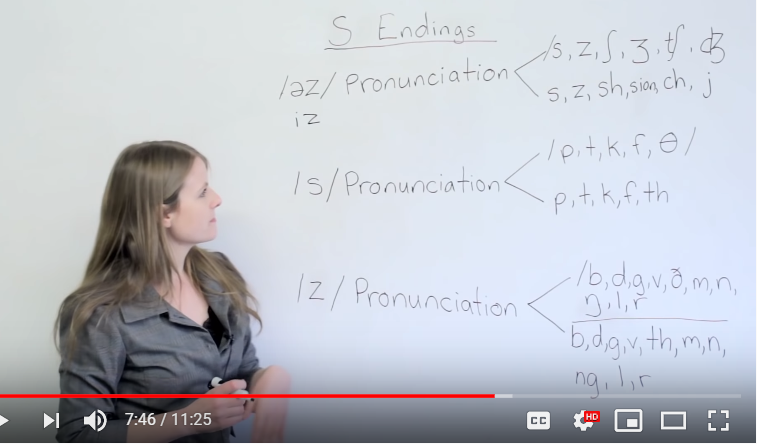 S Endings
/əz/ Pronunciation
iz
/s, z, ʃ, ʒ, tʃ, dʒ
s, z, sh, sion, ch, j
/s/ Pronunciation
/p, t, k, f, θ/
p, t, k, f, th
/z/ Pronunciation
/b, d, g, v, ð, m, n,
ŋ, l, r
b, d, g, v, th, m, n,
ng, l, r
7:46 / 11:25
CC
HD